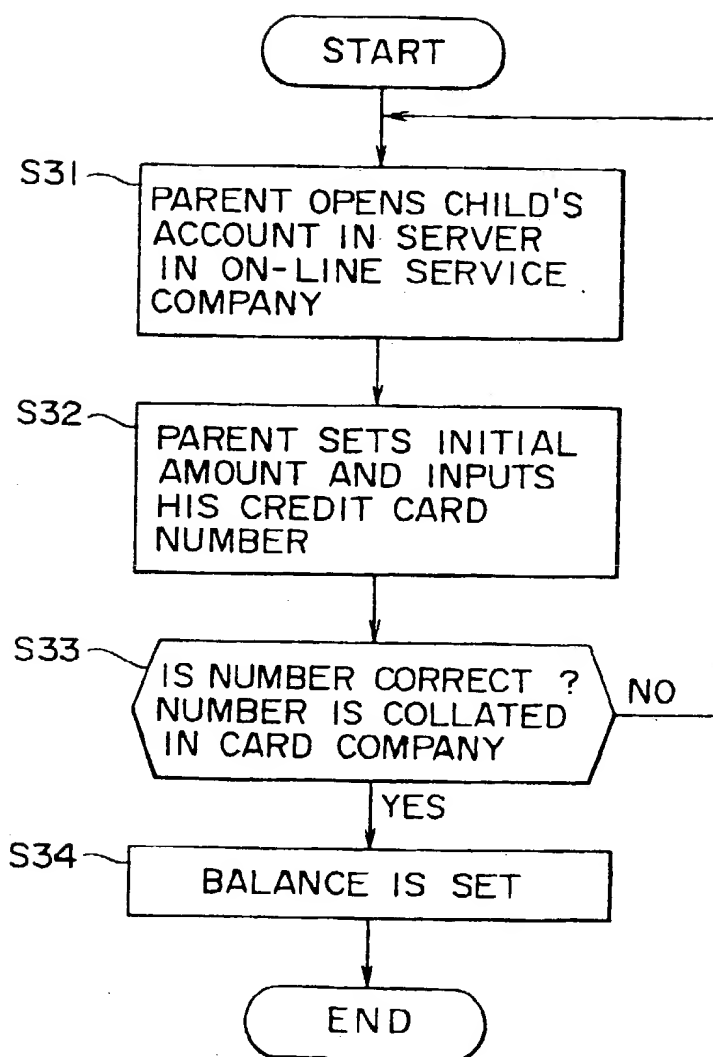 START
S31
PARENT OPENS CHILD'S
ACCOUNT IN SERVER
IN ON-LINE SERVICE
COMPANY
S32
PARENT SETS INITIAL
AMOUNT AND INPUTS
HIS CREDIT CARD
NUMBER
S33
IS NUMBER CORRECT ?
NUMBER IS COLLATED
IN CARD COMPANY
NO
YES
S34
BALANCE IS SET
END